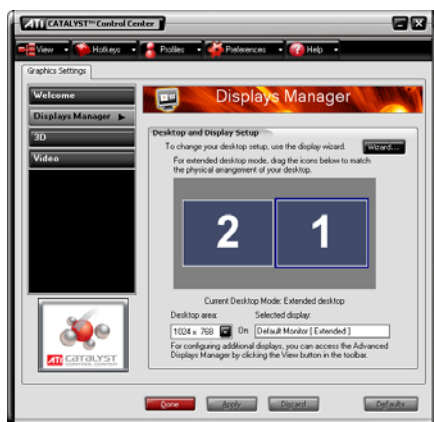 ATI CATALYST™ Control Center
View Hotkeys Profiles Preferences Help
Graphics Settings
Welcome
Displays Manager
3D
Video
Displays Manager
Desktop and Display Setup
To change your desktop setup, use the display wizard. Wizard...
For extended desktop mode, drag the icons below to match
the physical arrangement of your desktop.
2 1
Current Desktop Mode: Extended desktop
Desktop area: Selected display:
1024 x 768 On Default Monitor [ Extended ]
For configuring additional displays, you can access the Advanced
Displays Manager by clicking the View button in the toolbar.
ATI CATALYST
CONTROL CENTER
Done Apply Discard Defaults